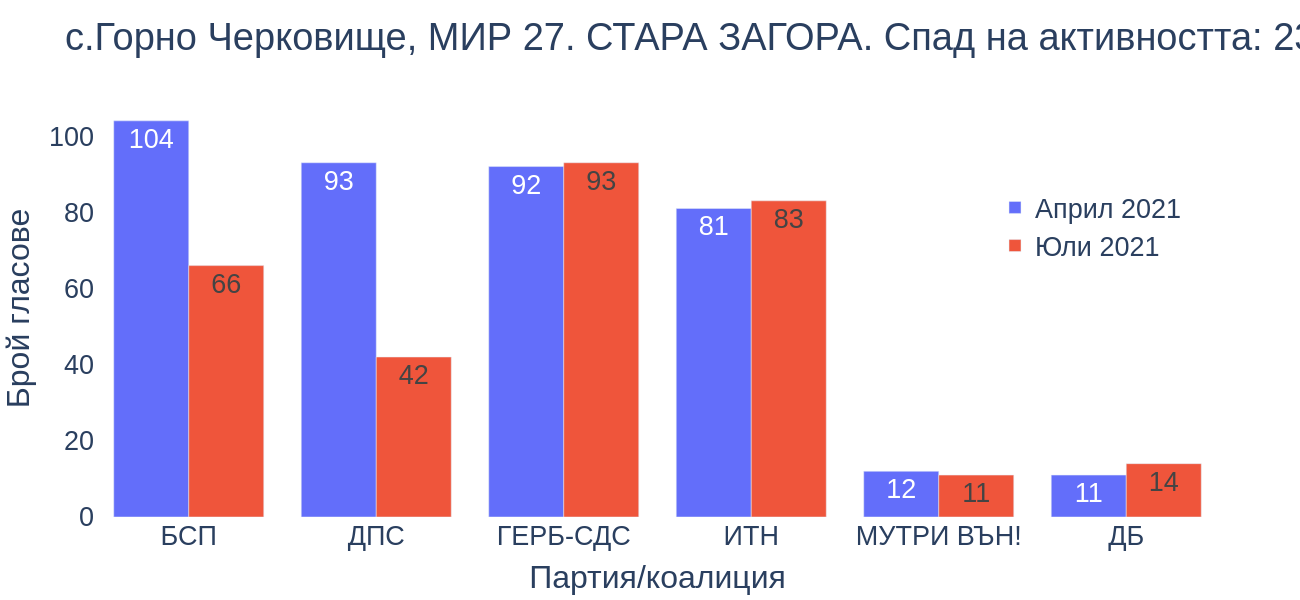 с.Горно Черковище, МИР 27. СТАРА ЗАГОРА. Спад на активността: 23
Брой гласове
100
80
60
40
20
0
104
66
93
42
92
93
81
83
12
11
11
14
Април 2021
Юли 2021
БСП
ДПС
ГЕРБ-СДС
ИТН
МУТРИ ВЪН!
ДБ
Партия/коалиция